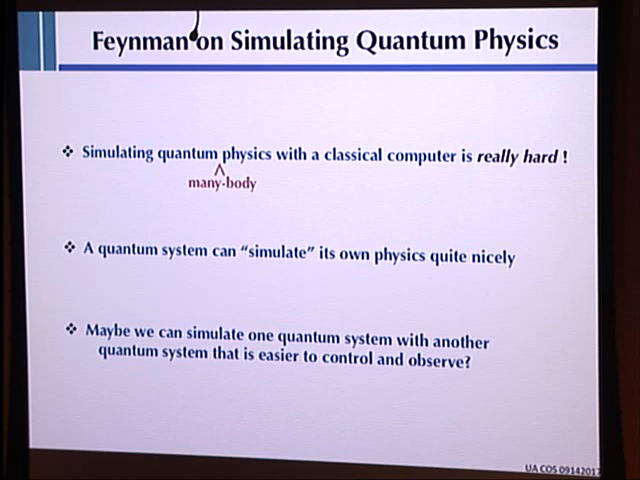 Feynman on Simulating Quantum Physics
❖ Simulating quantum physics with a classical computer is really hard !
^
many-body
❖ A quantum system can “simulate” its own physics quite nicely
❖ Maybe we can simulate one quantum system with another
quantum system that is easier to control and observe?
UA COS 09142017